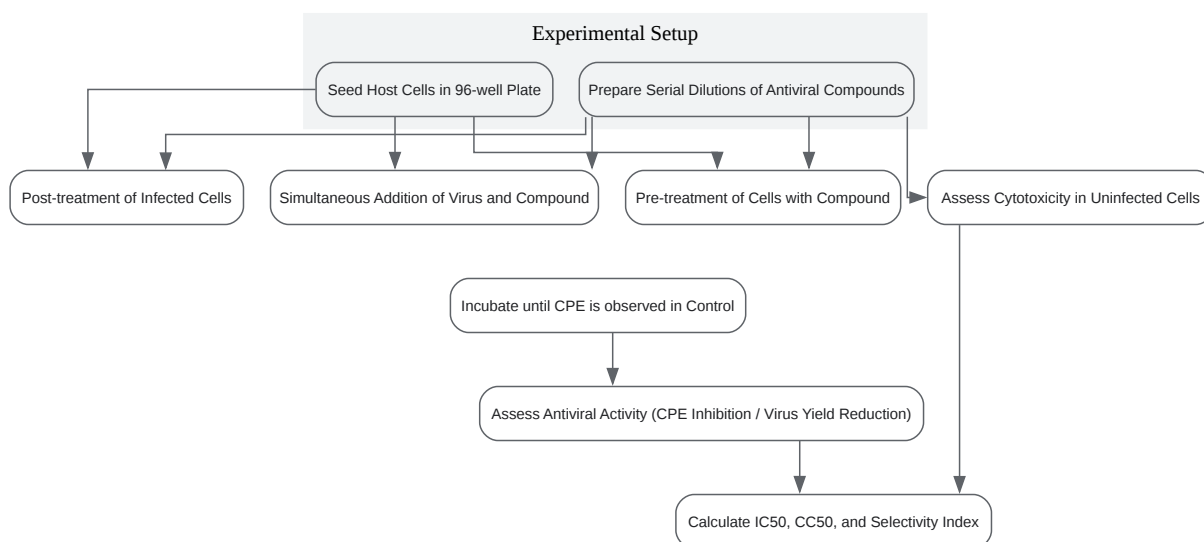 Experimental Setup
Seed Host Cells in 96-well Plate
Prepare Serial Dilutions of Antiviral Compounds
Post-treatment of Infected Cells
Simultaneous Addition of Virus and Compound
Pre-treatment of Cells with Compound
Assess Cytotoxicity in Uninfected Cells
Incubate until CPE is observed in Control
Assess Antiviral Activity (CPE Inhibition / Virus Yield Reduction)
Calculate IC50, CC50, and Selectivity Index